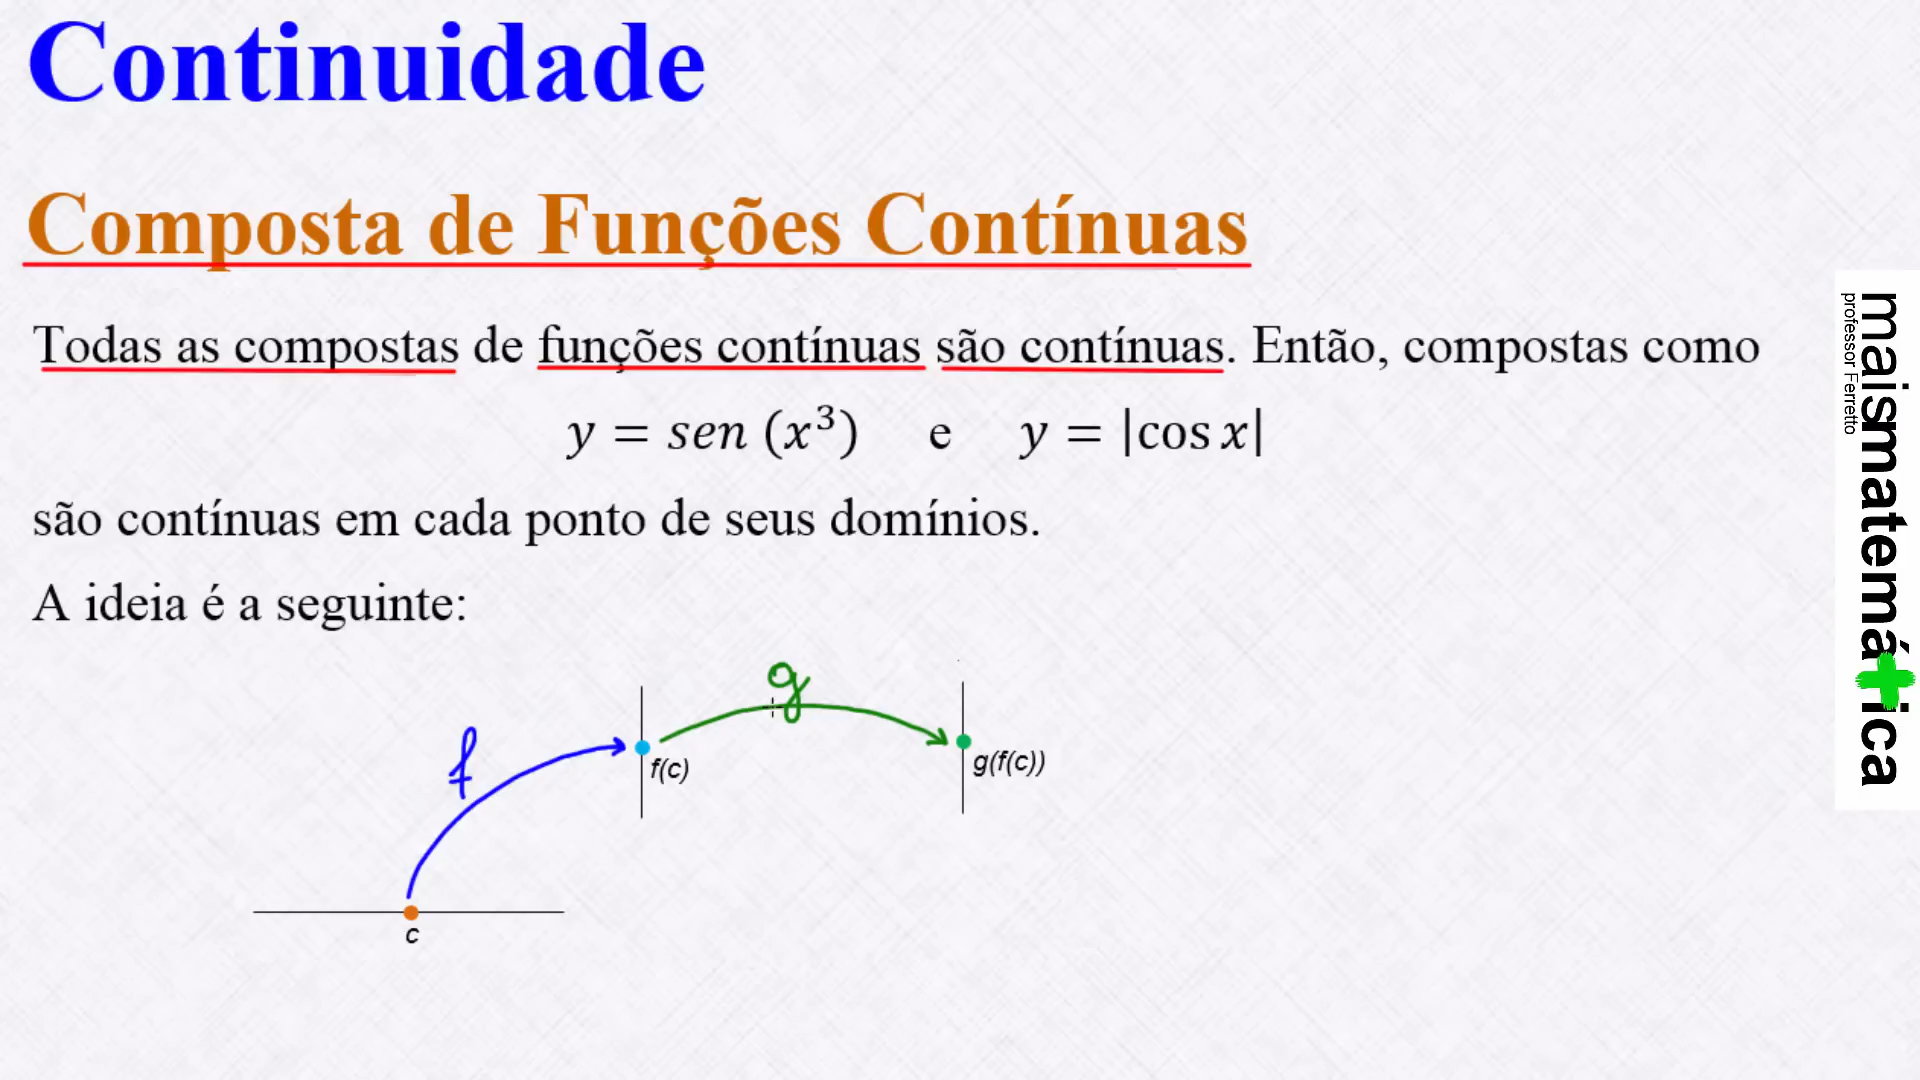 Continuidade
Composta de Funções Contínuas
Todas as compostas de funções contínuas são contínuas. Então, compostas como
y = sen (x³) e y = |cos x|
são contínuas em cada ponto de seus domínios.
A ideia é a seguinte:
g
f
f(c)
g(f(c))
c
maismatemática
professor Ferretto